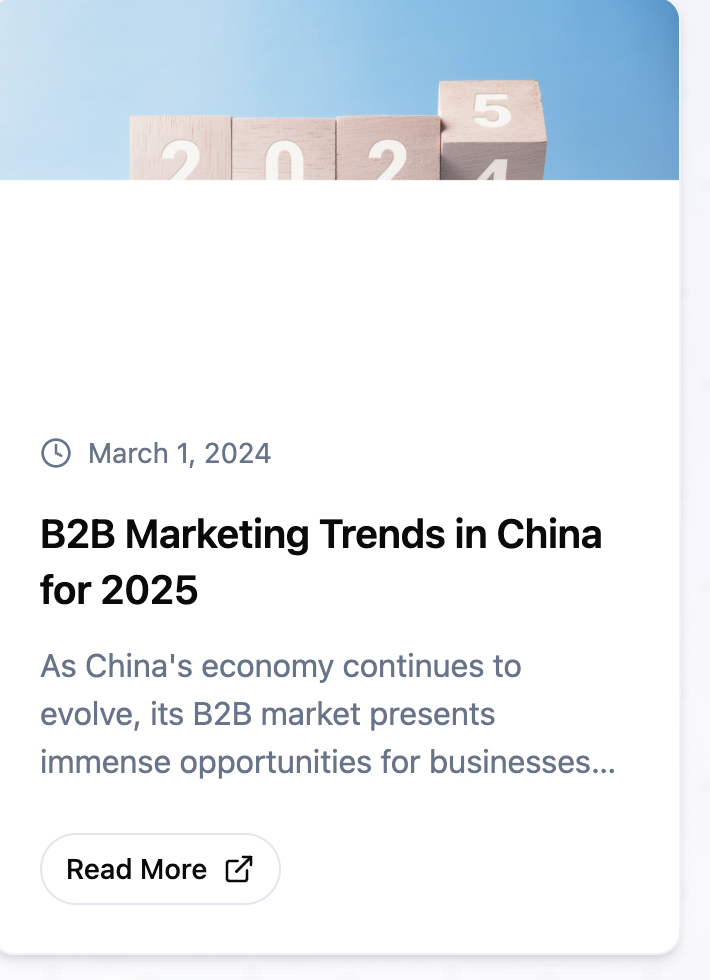 5
2 0 2 4
March 1, 2024
B2B Marketing Trends in China
for 2025
As China's economy continues to
evolve, its B2B market presents
immense opportunities for businesses...
Read More